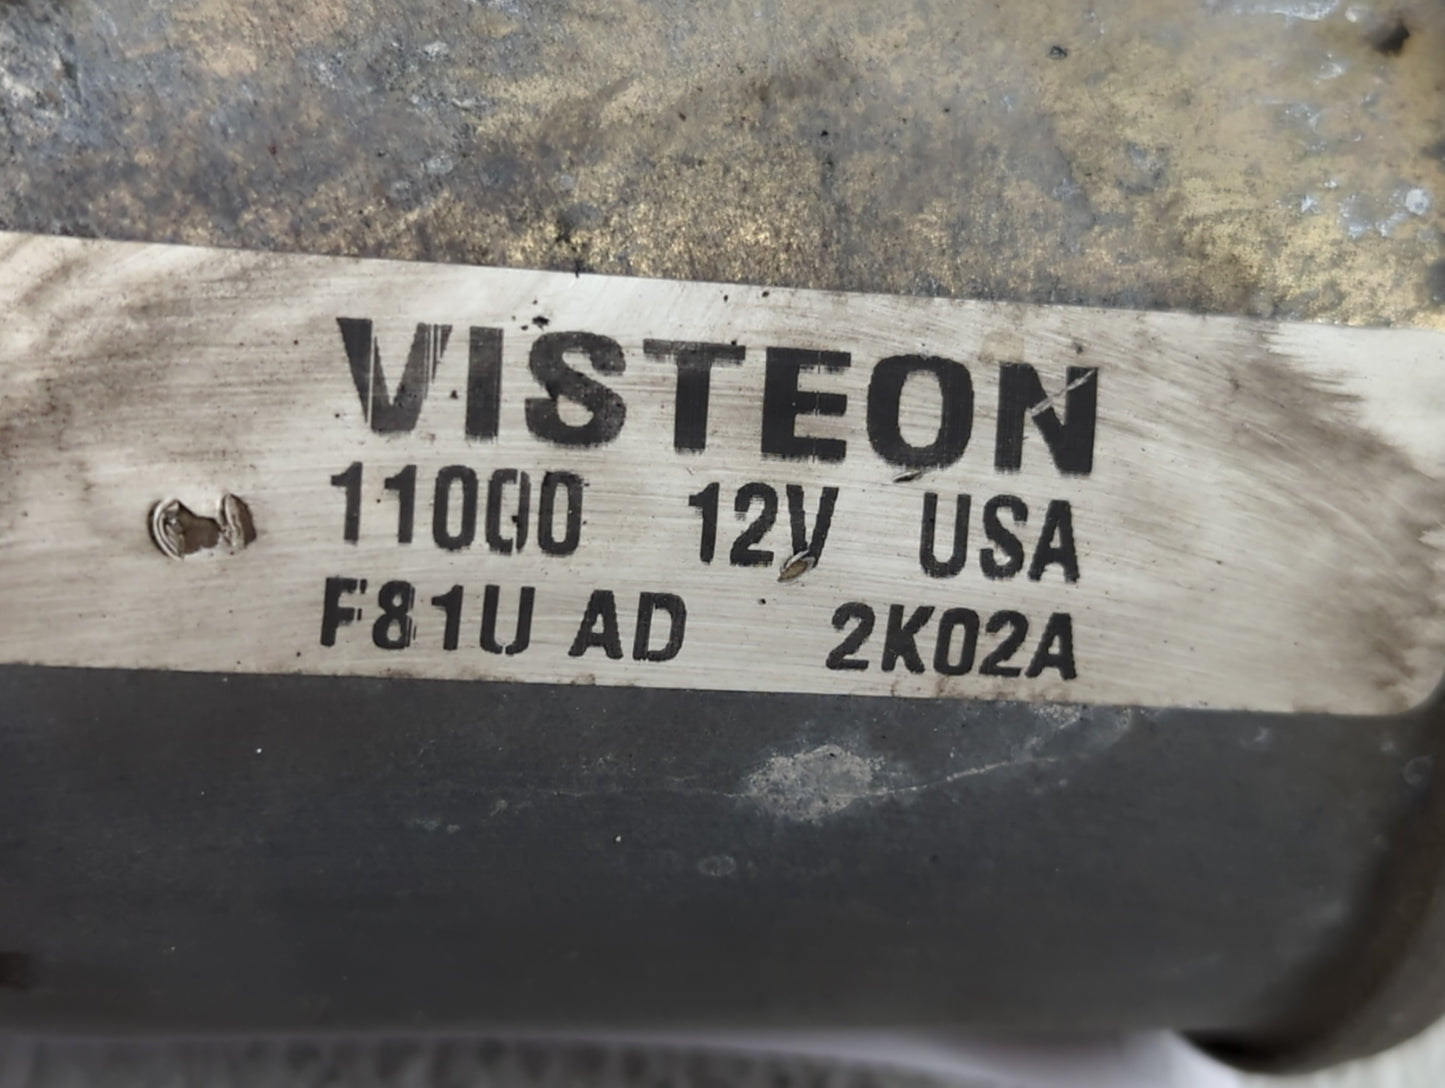 VISTEON
11000 12V USA
F81U AD 2K02A